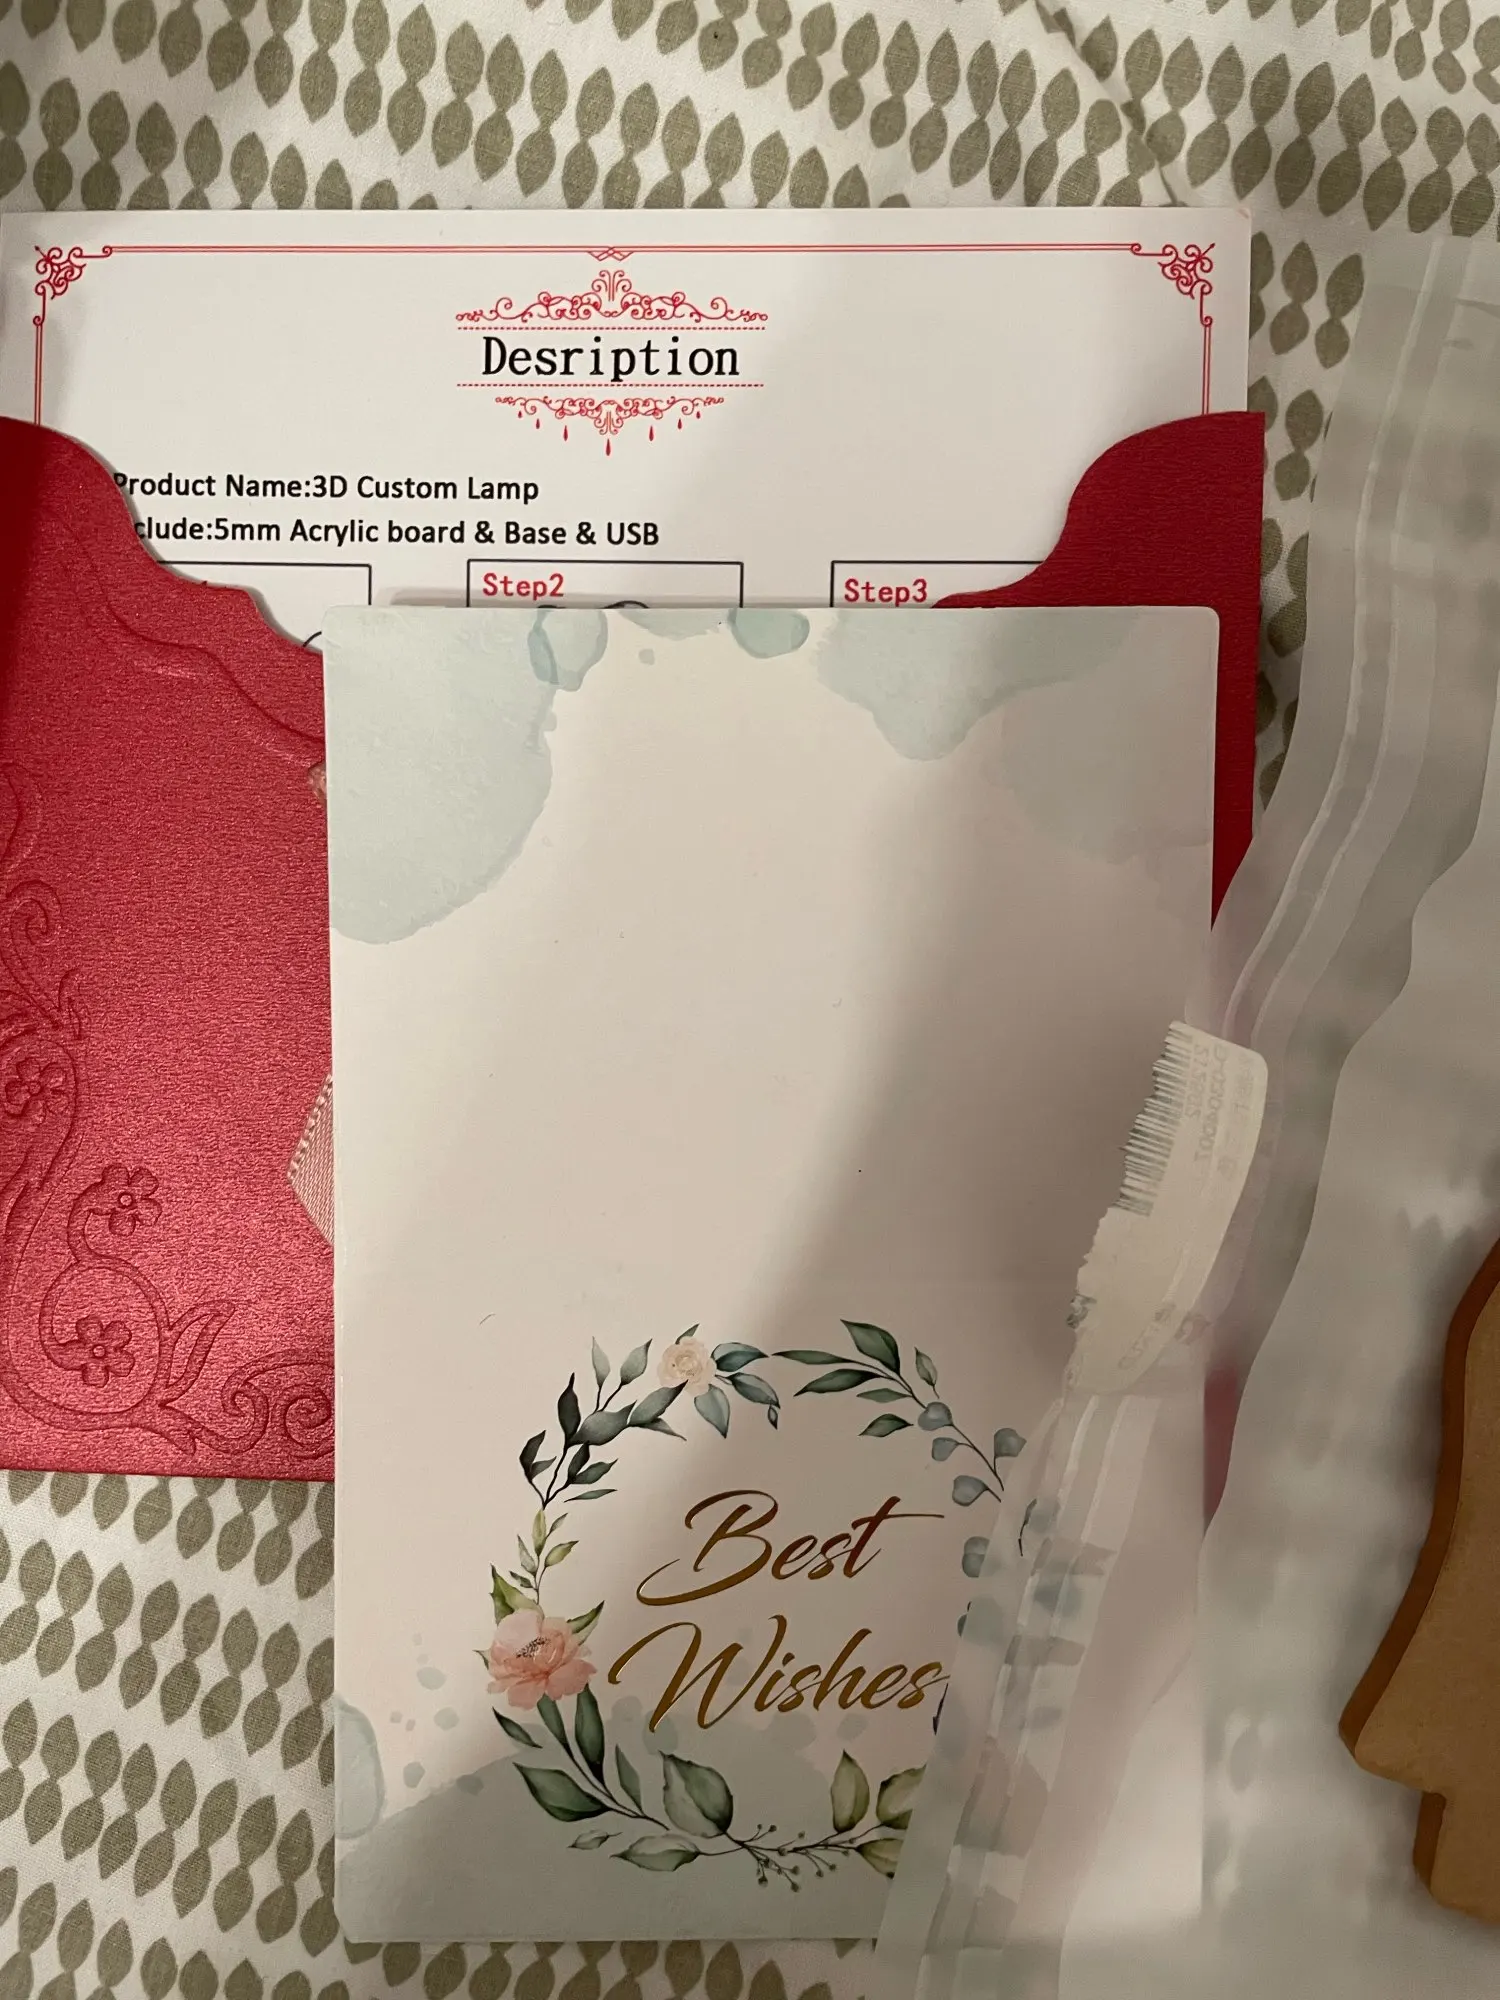 Desription
Product Name:3D Custom Lamp
clude:5mm Acrylic board & Base & USB
Step2
Step3
Best
Wishes